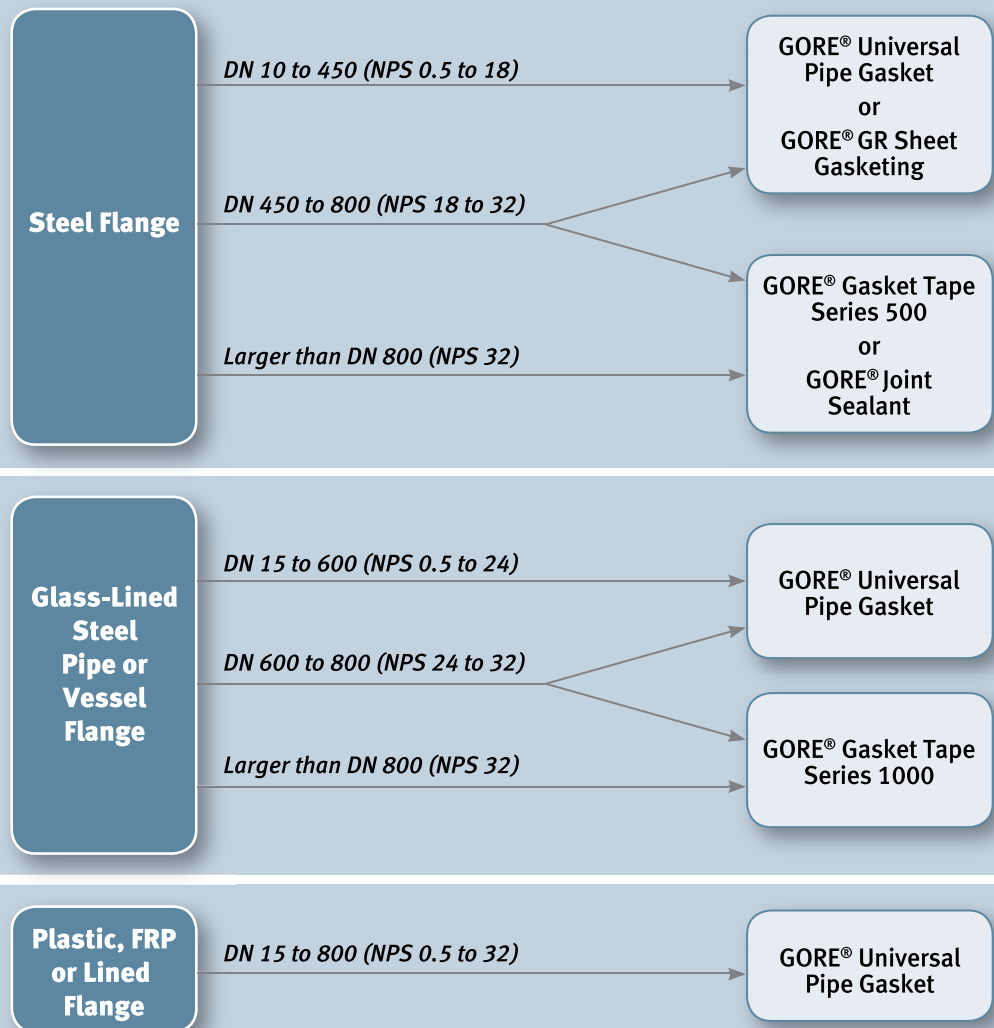 Steel Flange
DN 10 to 450 (NPS 0.5 to 18)
DN 450 to 800 (NPS 18 to 32)
Larger than DN 800 (NPS 32)
GORE® Universal
Pipe Gasket
or
GORE® GR Sheet
Gasketing
GORE® Gasket Tape
Series 500
or
GORE® Joint
Sealant
Glass-Lined
Steel
Pipe or
Vessel
Flange
DN 15 to 600 (NPS 0.5 to 24)
DN 600 to 800 (NPS 24 to 32)
Larger than DN 800 (NPS 32)
GORE® Universal
Pipe Gasket
GORE® Gasket Tape
Series 1000
Plastic, FRP
or Lined
Flange
DN 15 to 800 (NPS 0.5 to 32)
GORE® Universal
Pipe Gasket